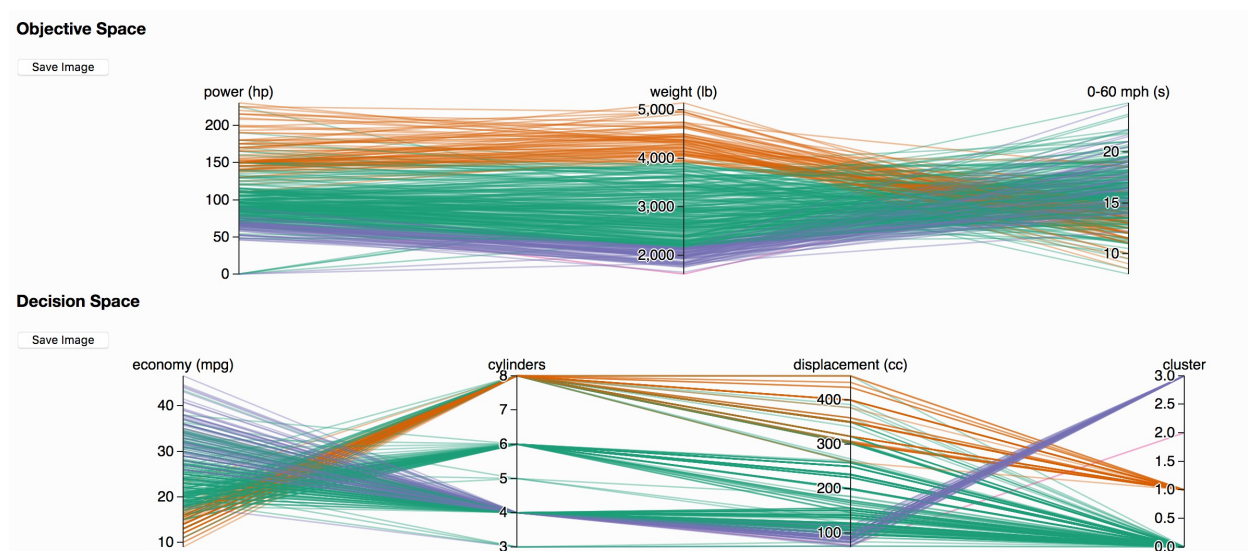 Objective Space
Save Image
power (hp) weight (lb) 0-60 mph (s)
5,000
200
4,000 20
150
100 3,000 15
50
2,000 10
0
Decision Space
Save Image
economy (mpg) cylinders displacement (cc) cluster
8 3.0
40 7 400 2.5
30 6 300 2.0
1.5
20 5 200 1.0
4 100 0.5
10 3 0.0